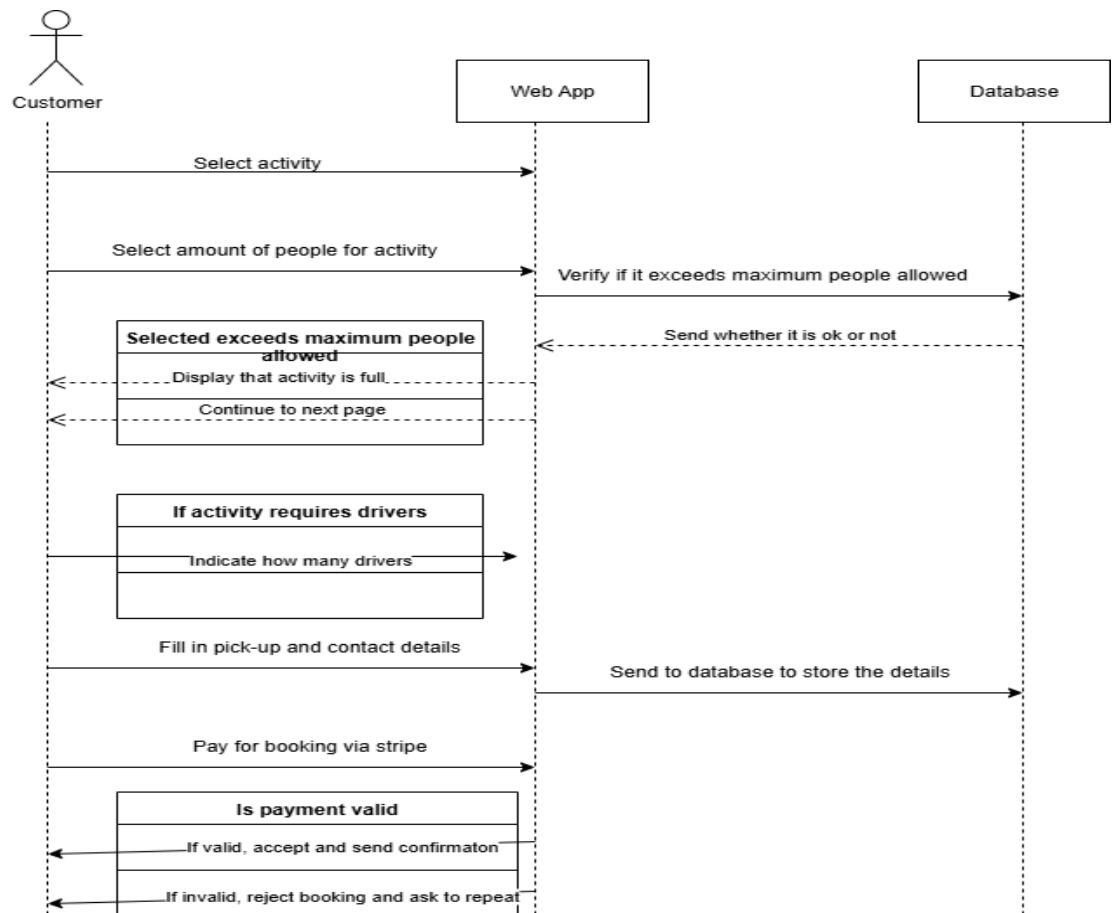 Customer
Web App
Database
Select activity
Select amount of people for activity
Verify if it exceeds maximum people allowed
Send whether it is ok or not
Selected exceeds maximum people
allowed
Display that activity is full
Continue to next page
If activity requires drivers
Indicate how many drivers
Fill in pick-up and contact details
Send to database to store the details
Pay for booking via stripe
Is payment valid
If valid, accept and send confirmaton
If invalid, reject booking and ask to repeat